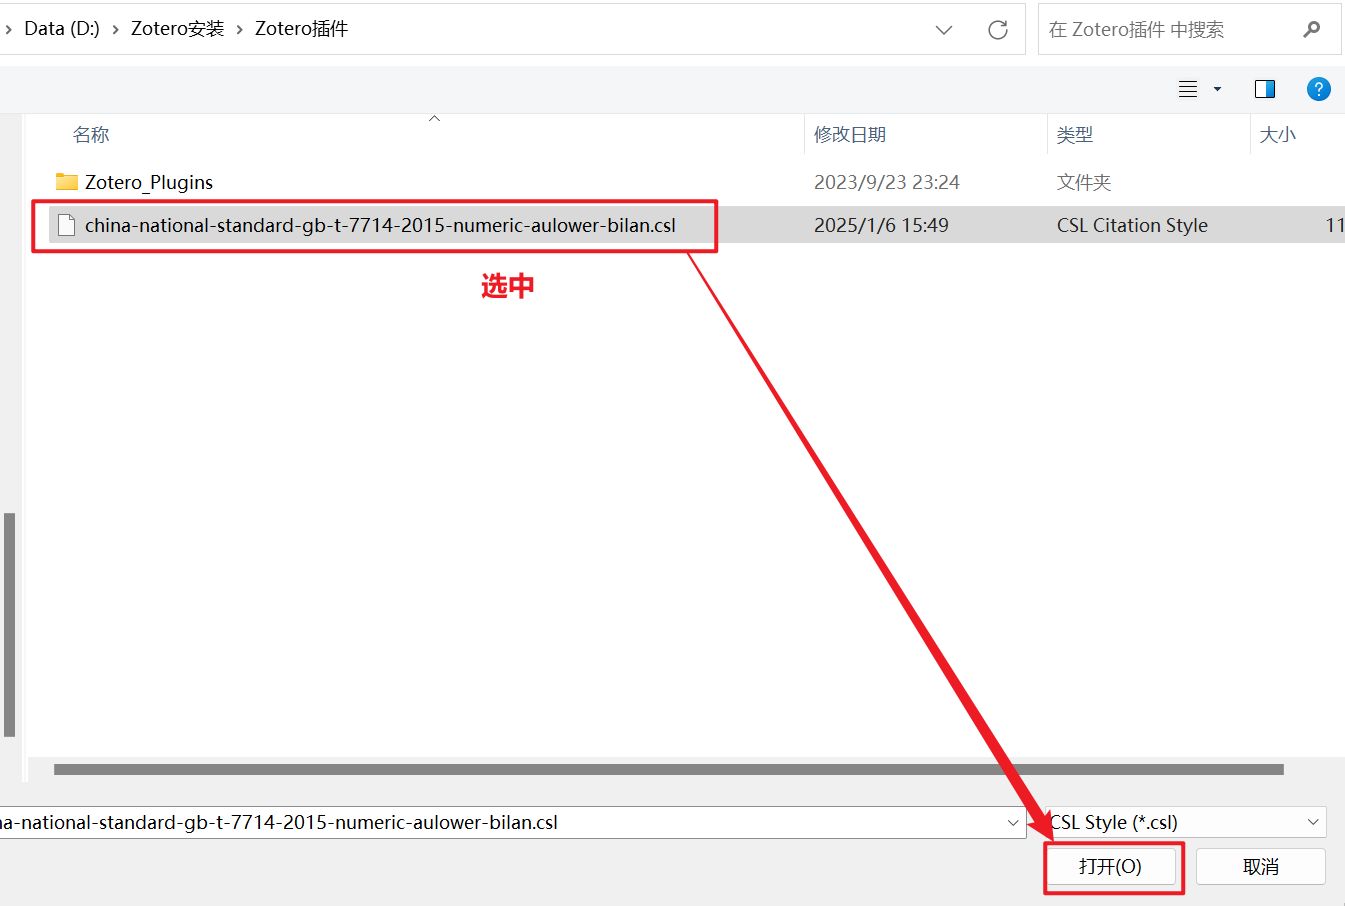 Data (D:) › Zotero安装 › Zotero插件
在 Zotero插件 中搜索
名称 修改日期 类型 大小
Zotero_Plugins 2023/9/23 23:24 文件夹
china-national-standard-gb-t-7714-2015-numeric-aulower-bilan.csl 2025/1/6 15:49 CSL Citation Style 11
选中
na-national-standard-gb-t-7714-2015-numeric-aulower-bilan.csl
CSL Style (*.csl)
打开(O) 取消